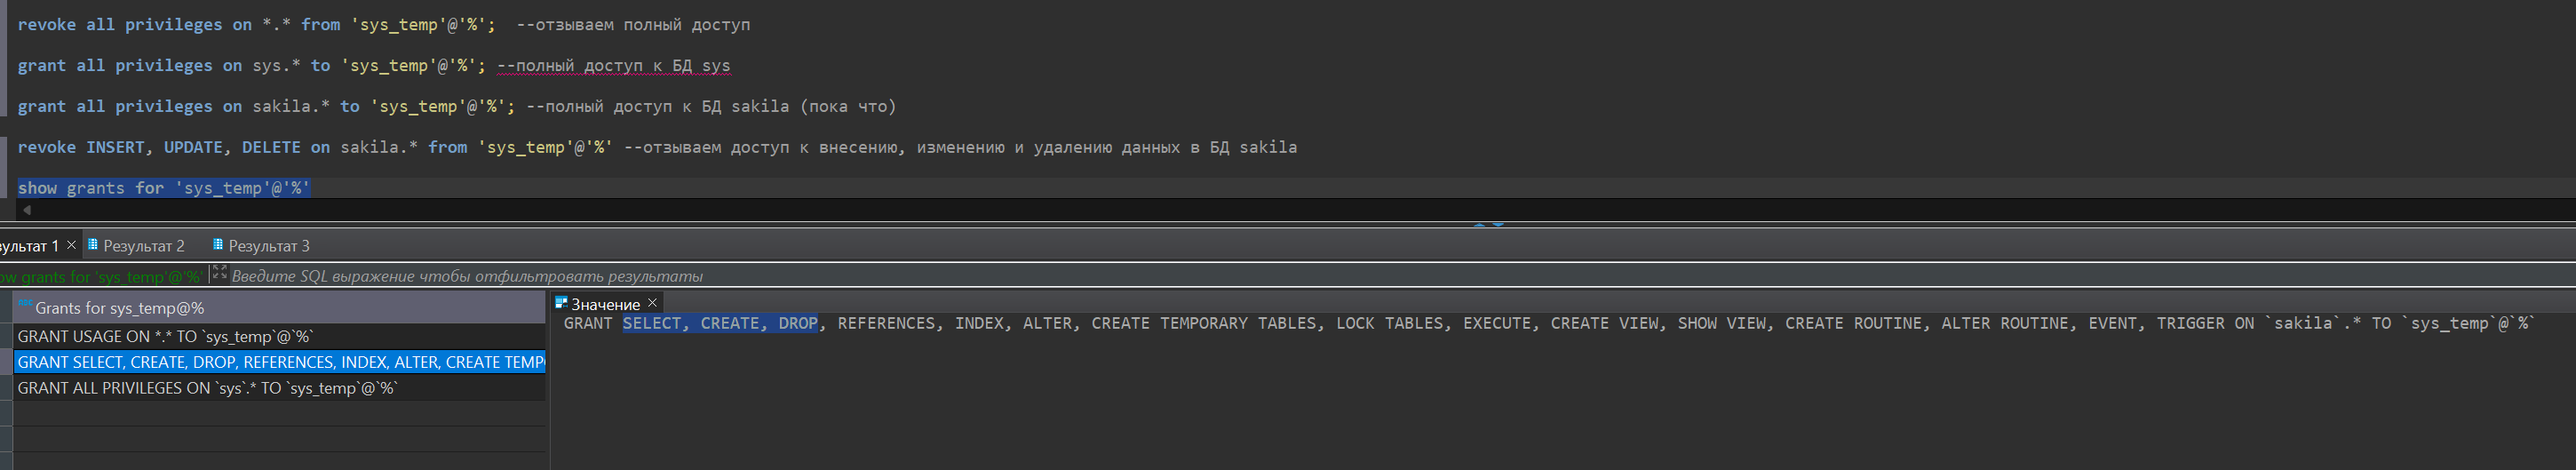 revoke all privileges on *.* from 'sys_temp'@'%';  --отзываем полный доступ
grant all privileges on sys.* to 'sys_temp'@'%'; --полный доступ к БД sys
grant all privileges on sakila.* to 'sys_temp'@'%'; --полный доступ к БД sakila (пока что)
revoke INSERT, UPDATE, DELETE on sakila.* from 'sys_temp'@'%' --отзываем доступ к внесению, изменению и удалению данных в БД sakila
show grants for 'sys_temp'@'%'
зультат 1 Результат 2 Результат 3
ow grants for 'sys_temp'@'%' Введите SQL выражение чтобы отфильтровать результаты
Grants for sys_temp@%
GRANT USAGE ON *.* TO `sys_temp`@`%`
GRANT SELECT, CREATE, DROP, REFERENCES, INDEX, ALTER, CREATE TEMPO
GRANT ALL PRIVILEGES ON `sys`.* TO `sys_temp`@`%`
Значение
GRANT SELECT, CREATE, DROP, REFERENCES, INDEX, ALTER, CREATE TEMPORARY TABLES, LOCK TABLES, EXECUTE, CREATE VIEW, SHOW VIEW, CREATE ROUTINE, ALTER ROUTINE, EVENT, TRIGGER ON `sakila`.* TO `sys_temp`@`%`